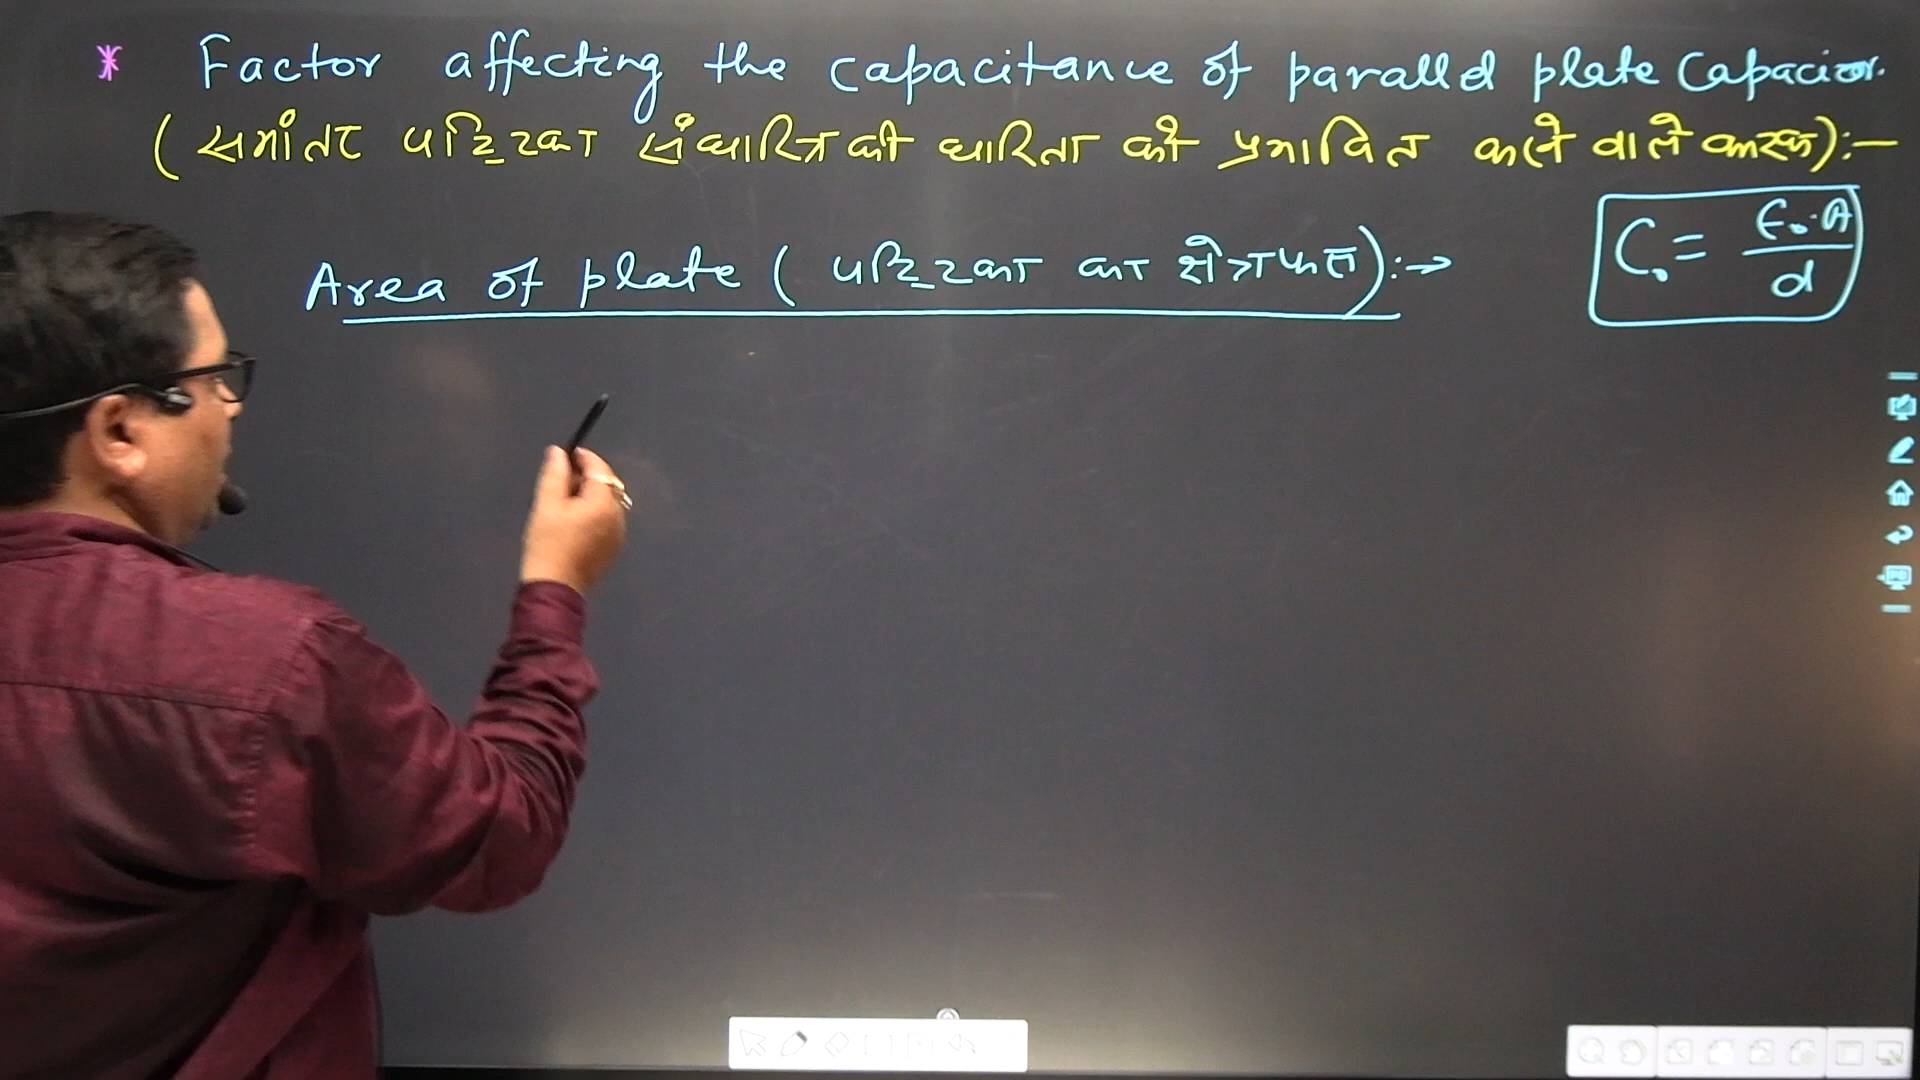 * Factor affecting the capacitance of parallel plate Capacitor.
( समांतर पट्टिका संधारित्र की धारिता को प्रभावित करने वाले कारक):-
Area of plate ( पट्टिका का क्षेत्रफल):→
C₀ = ε₀.A / d